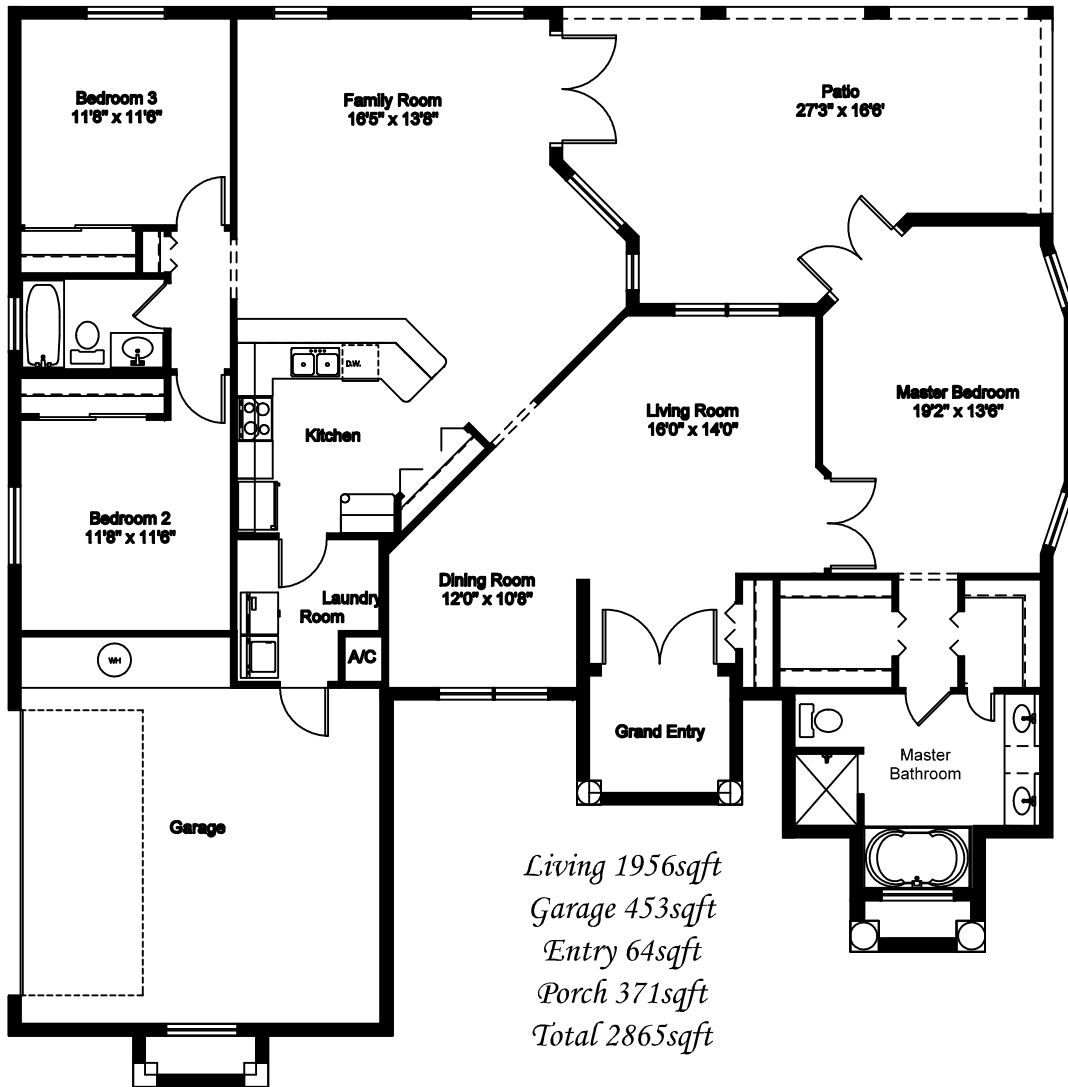 Bedroom 3
11'8" x 11'6"
Family Room
16'5" x 13'8"
Patio
27'3" x 16'6'
D.W.
Kitchen
Living Room
16'0" x 14'0"
Master Bedroom
19'2" x 13'6"
Bedroom 2
11'8" x 11'6"
Dining Room
12'0" x 10'8"
Laundry
Room
A/C
WH
Grand Entry
Master
Bathroom
Garage
Living 1956sqft
Garage 453sqft
Entry 64sqft
Porch 371sqft
Total 2865sqft